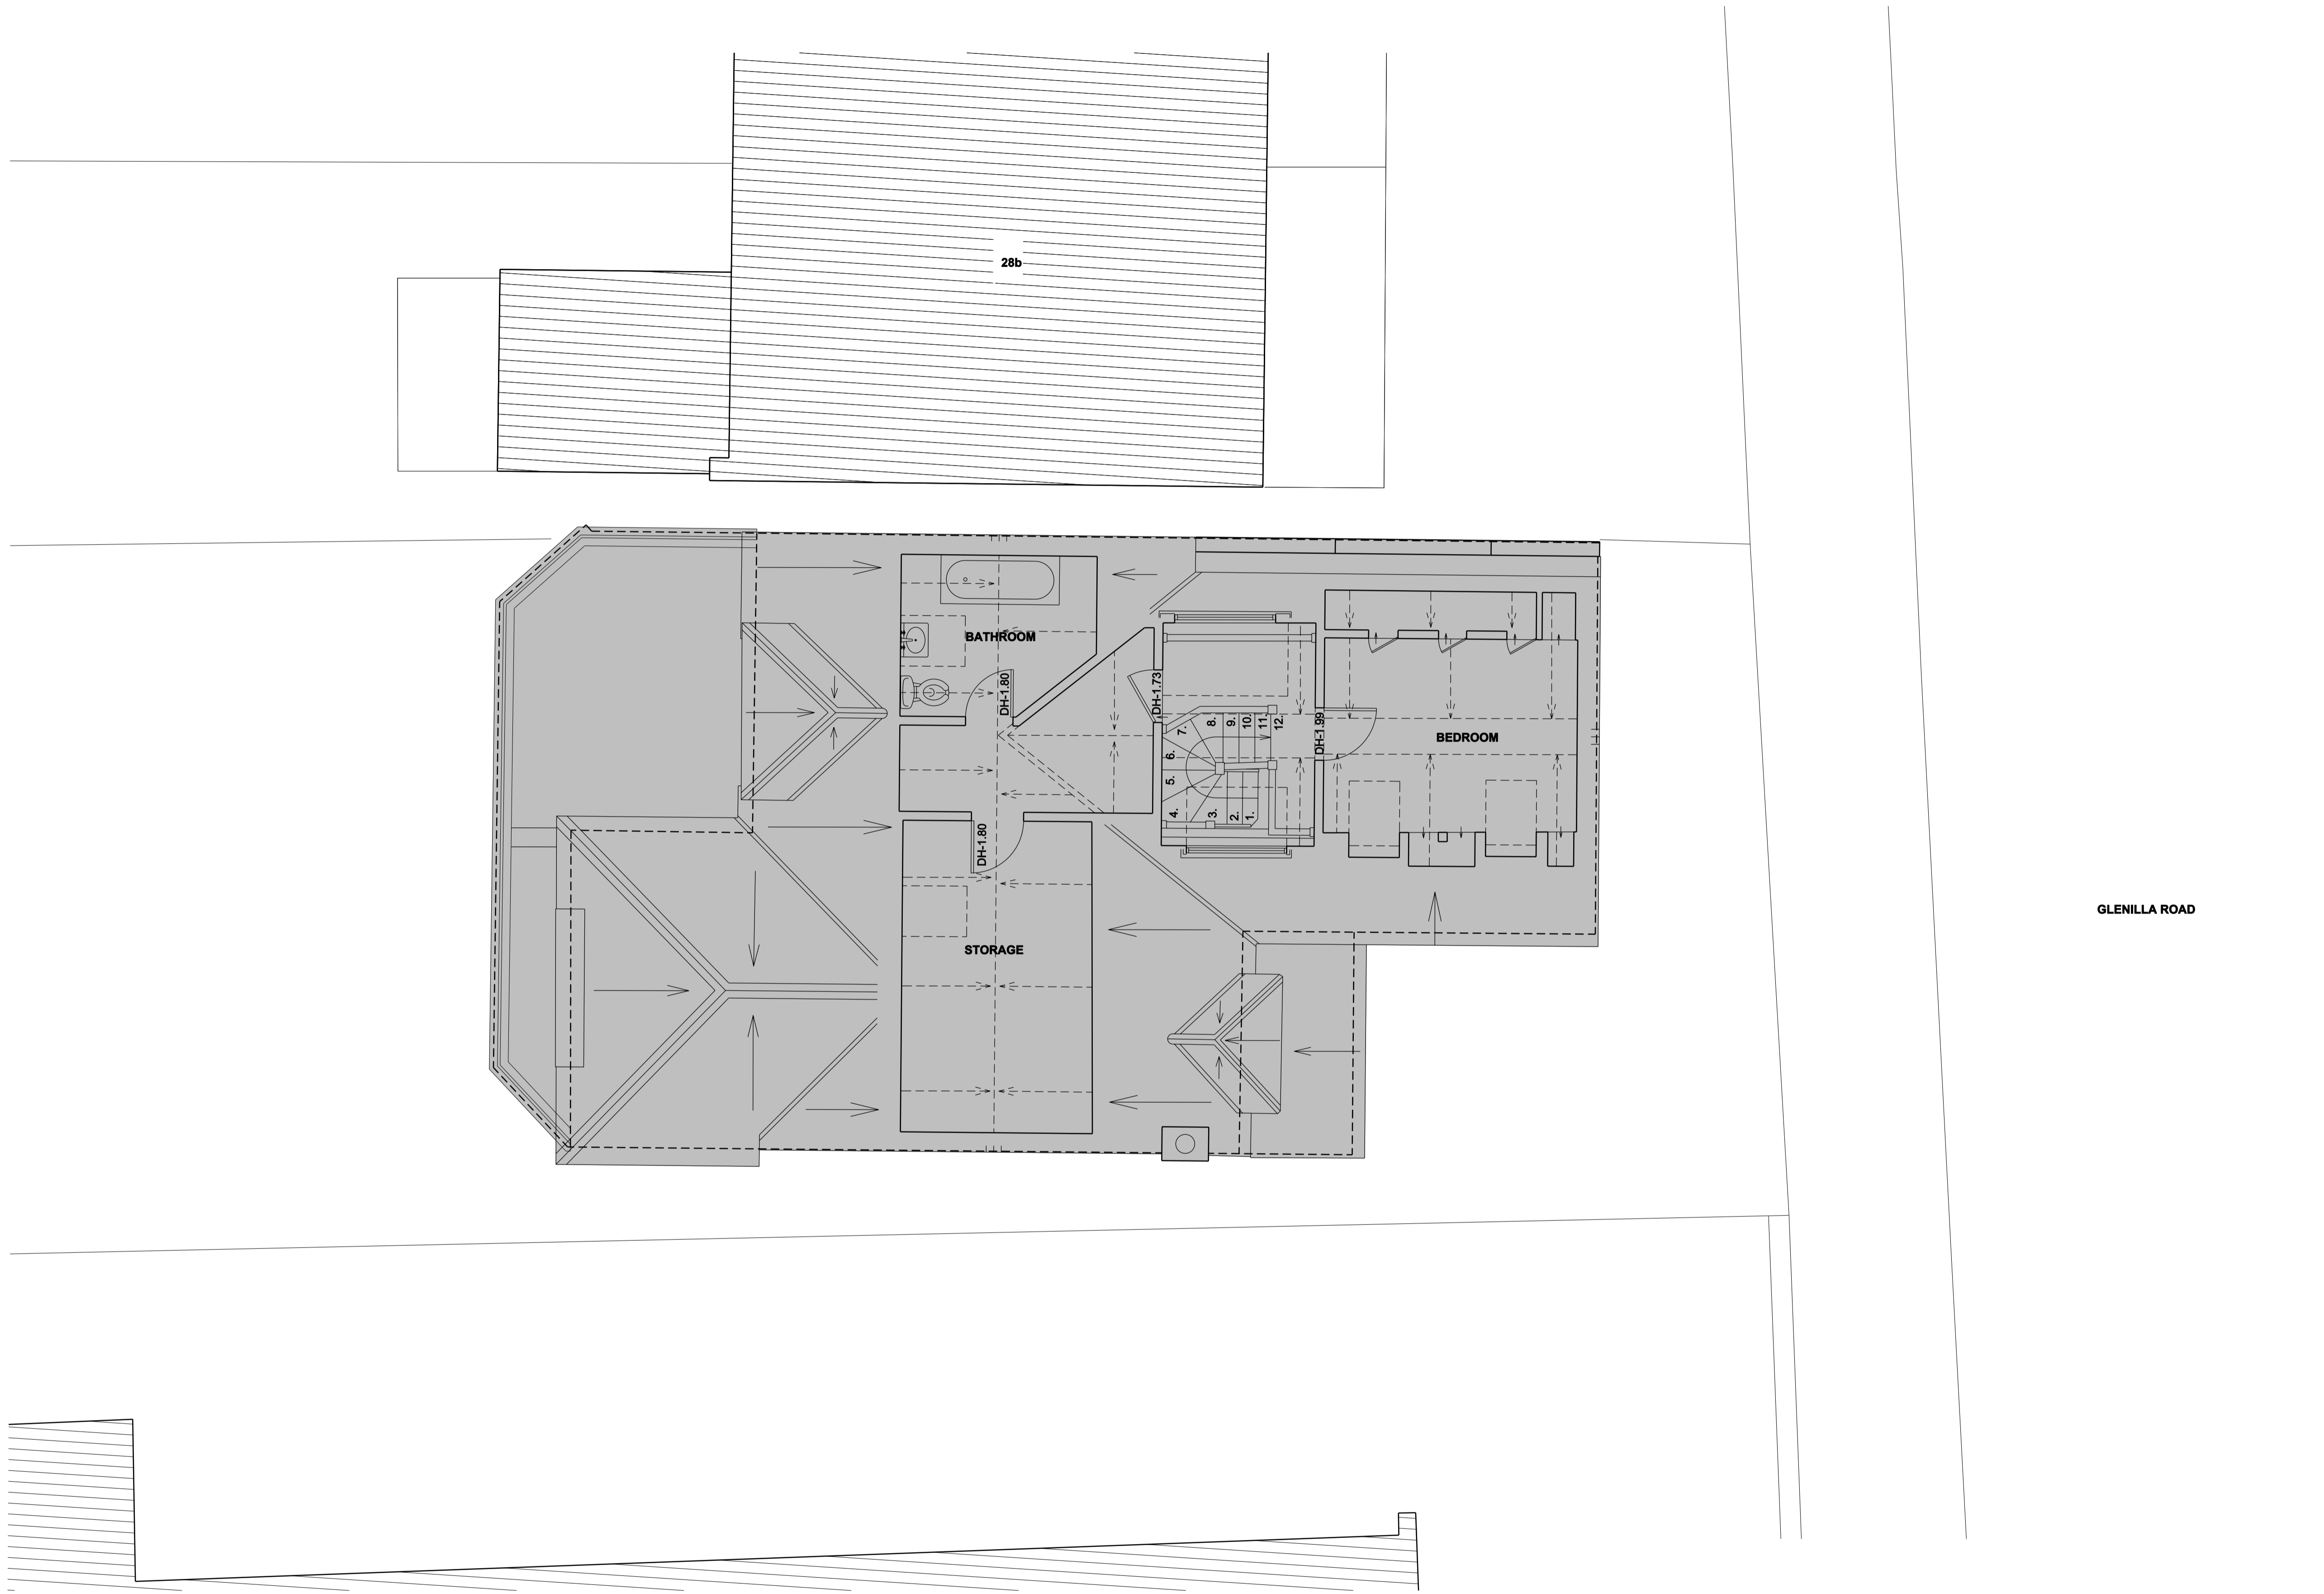 28b
BATHROOM
DH-1.80
DH-1.73
DH-1.99
BEDROOM
7.
8.
9.
10.
11.
12.
6.
5.
4.
3.
2.
1.
DH-1.80
STORAGE
GLENILLA ROAD